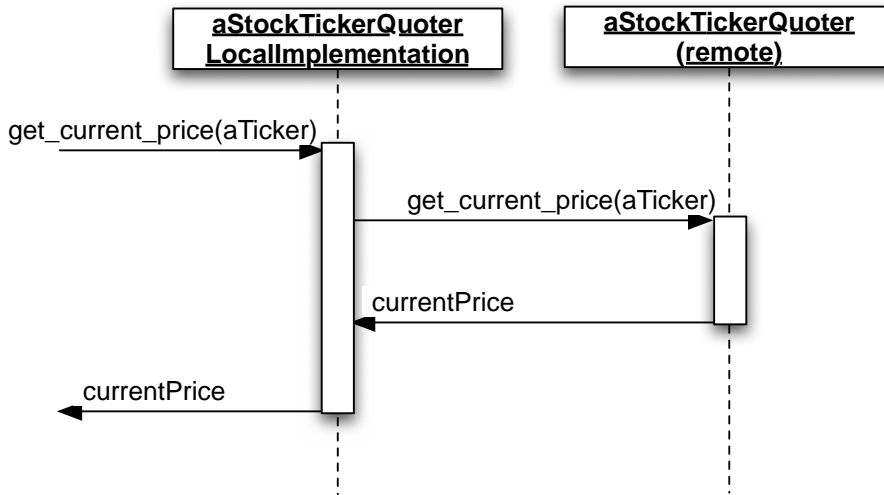 aStockTickerQuoter
LocalImplementation
aStockTickerQuoter
(remote)
get_current_price(aTicker)
get_current_price(aTicker)
currentPrice
currentPrice